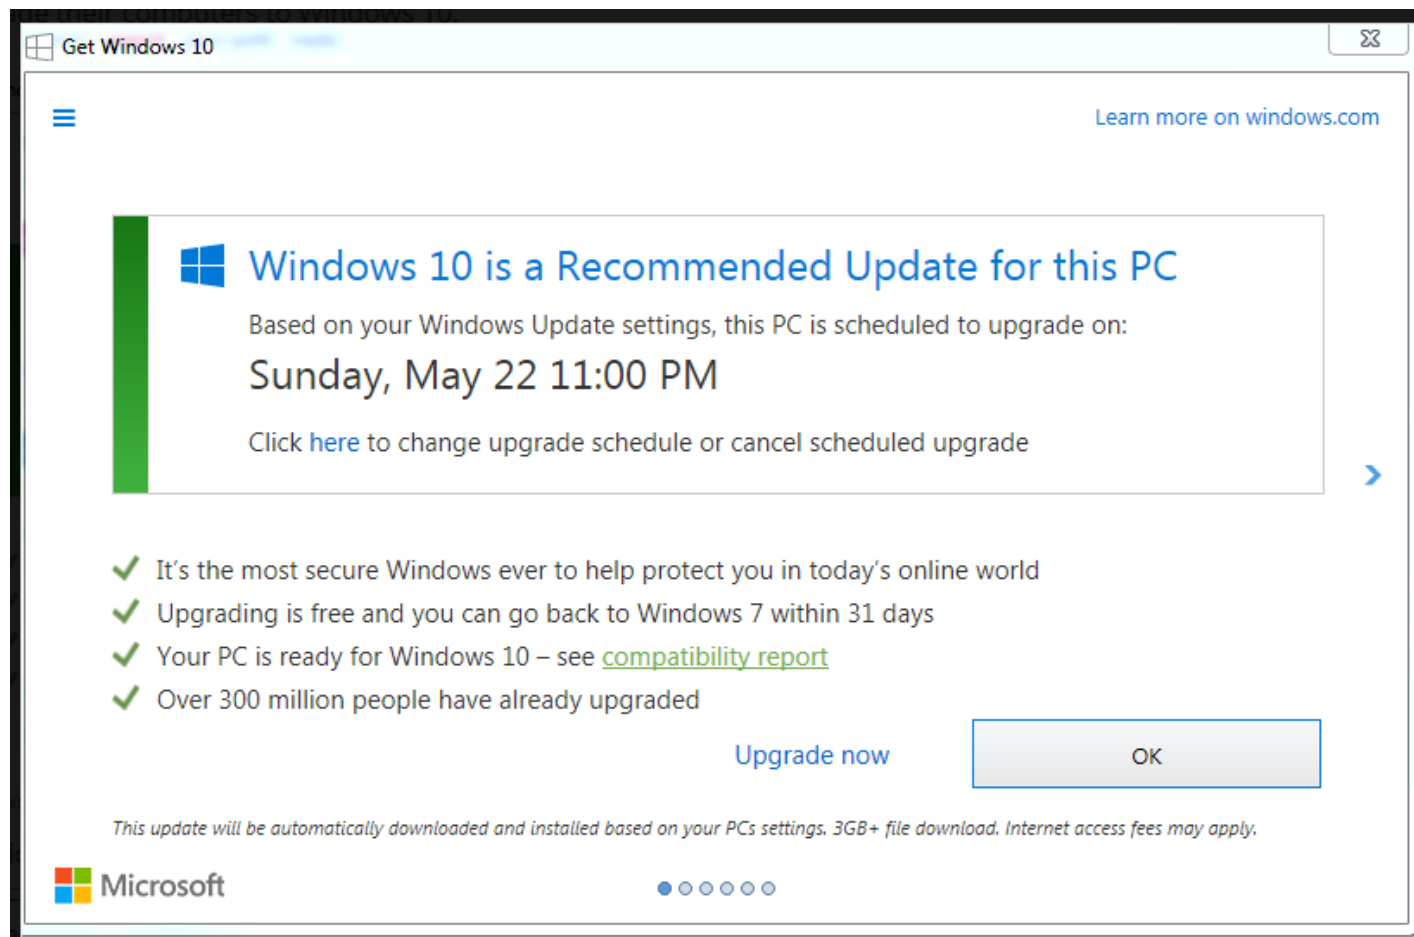 de their computers to Windows 10.
Get Windows 10
Learn more on windows.com
Windows 10 is a Recommended Update for this PC
Based on your Windows Update settings, this PC is scheduled to upgrade on:
Sunday, May 22 11:00 PM
Click here to change upgrade schedule or cancel scheduled upgrade
It's the most secure Windows ever to help protect you in today's online world
Upgrading is free and you can go back to Windows 7 within 31 days
Your PC is ready for Windows 10 – see compatibility report
Over 300 million people have already upgraded
Upgrade now
OK
This update will be automatically downloaded and installed based on your PCs settings. 3GB+ file download. Internet access fees may apply.
Microsoft